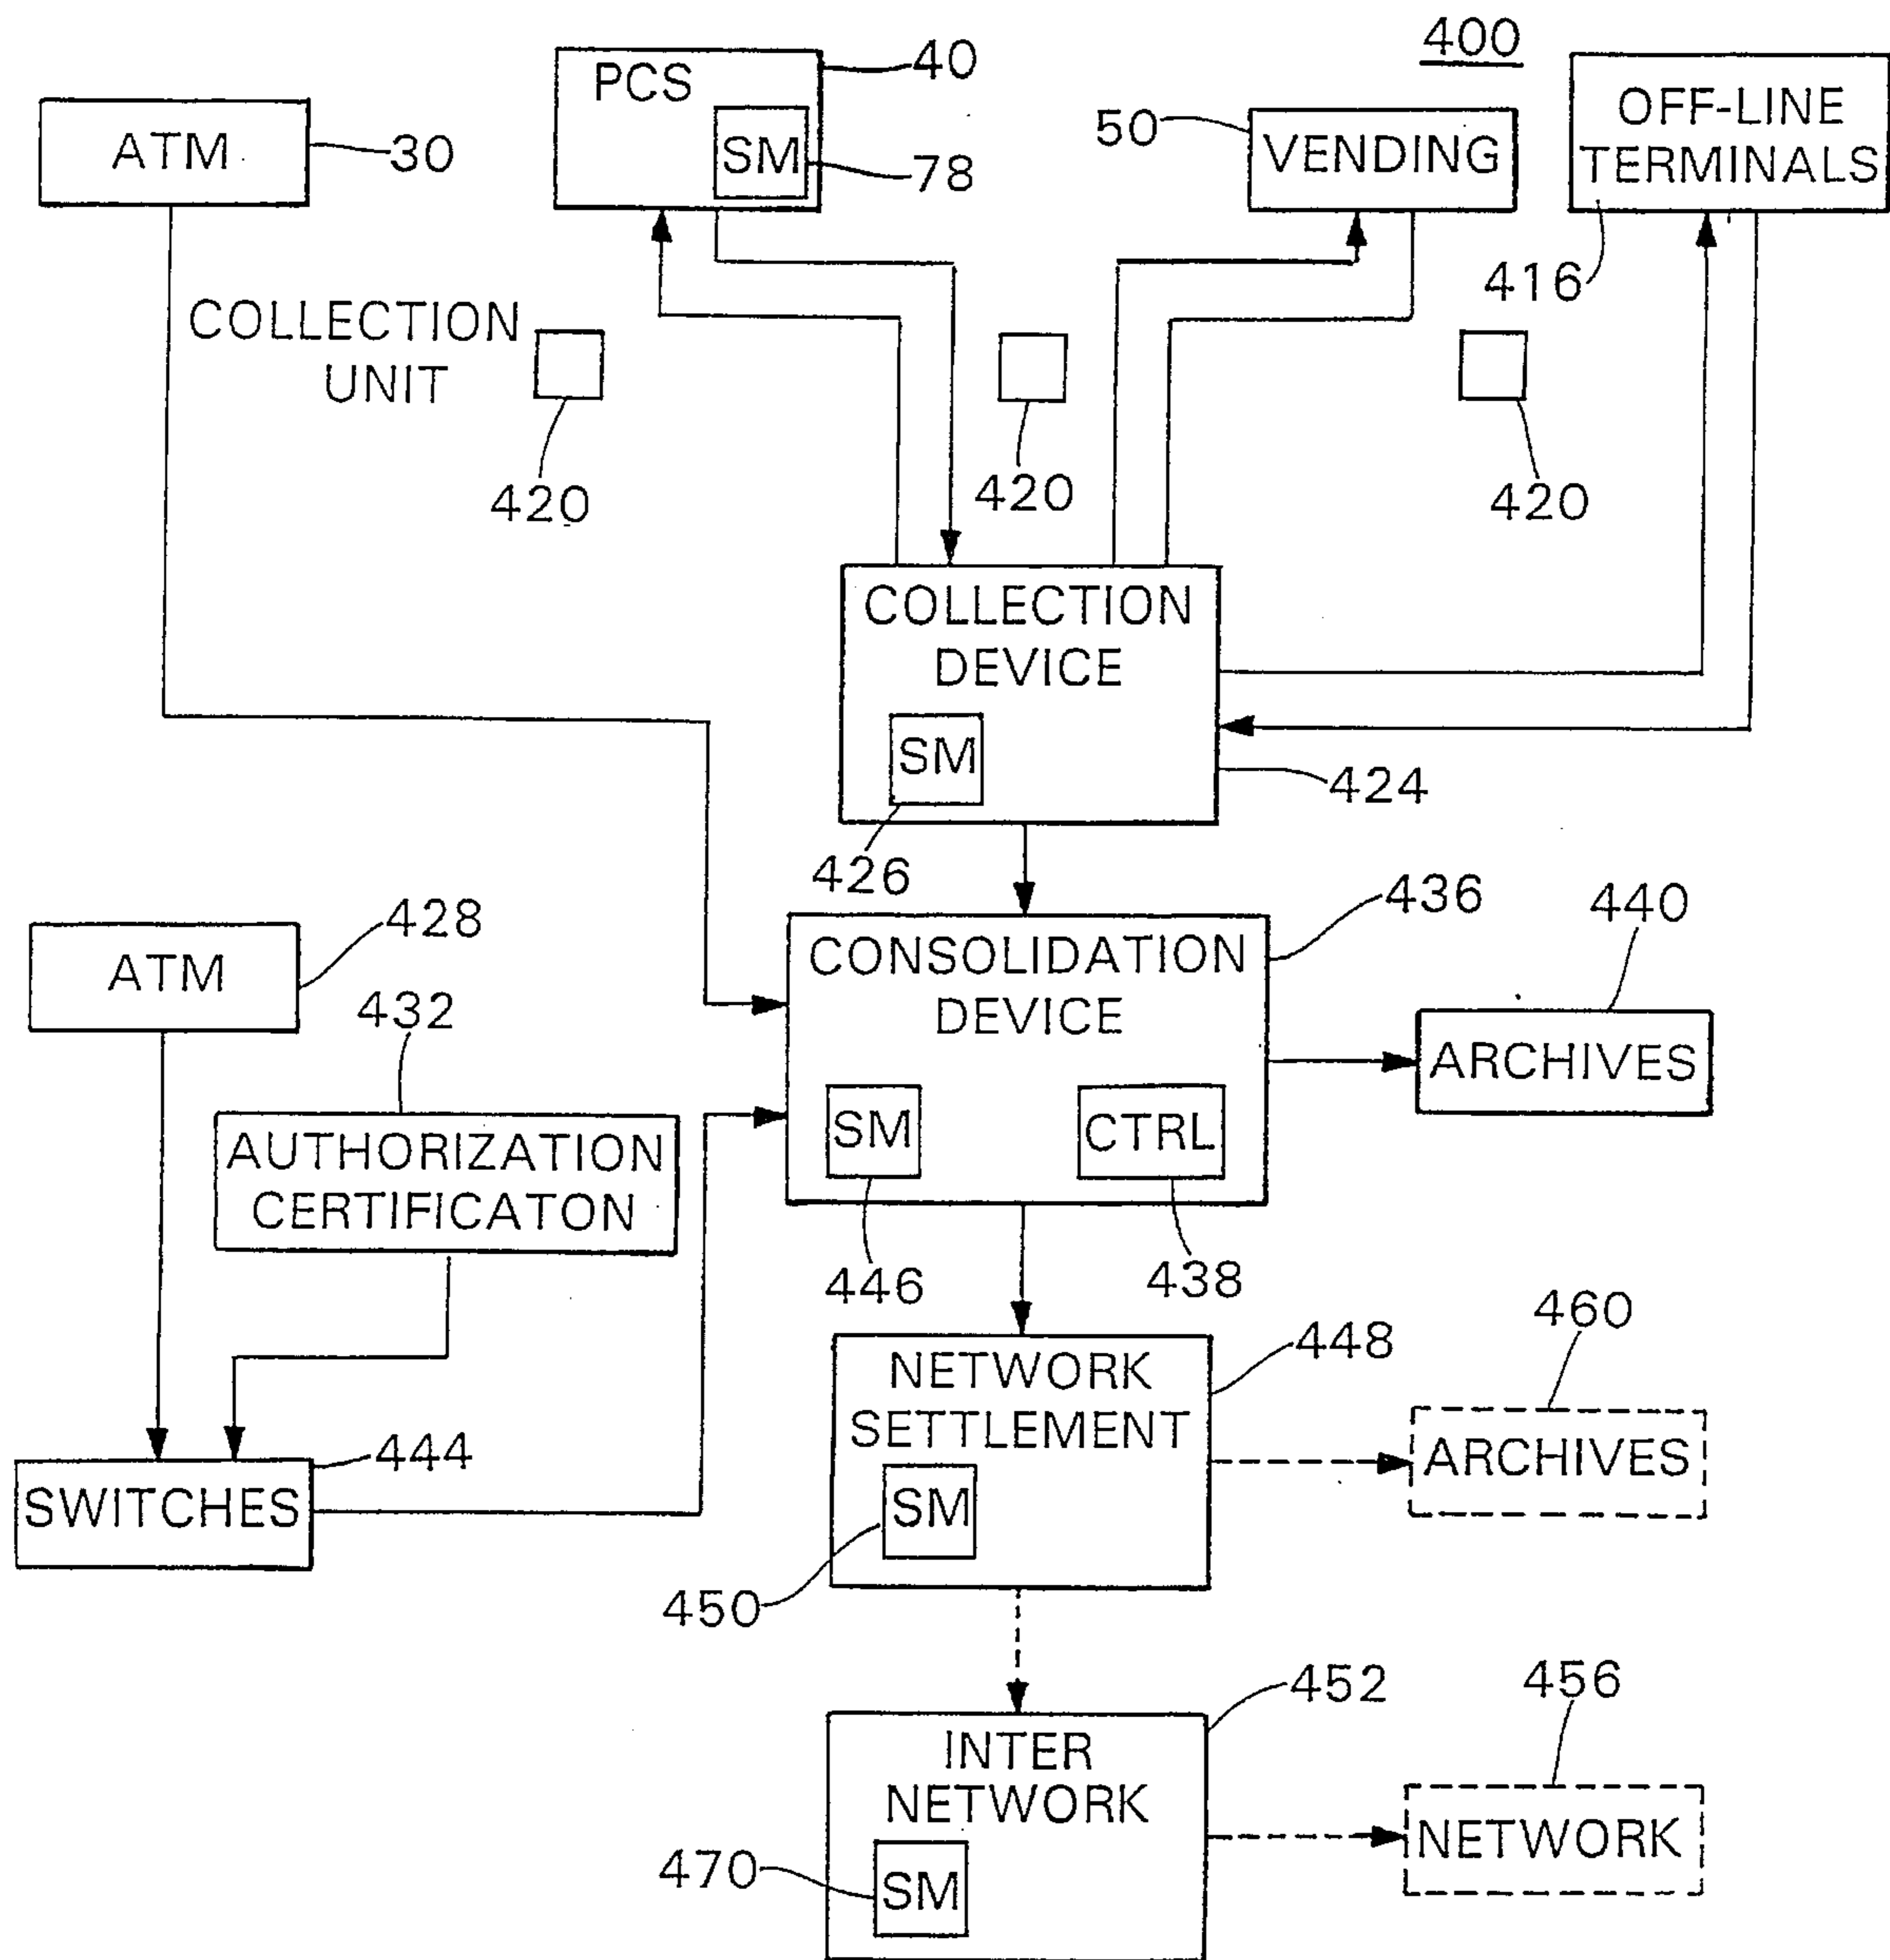 400
PCS
40
SM
78
ATM
30
50
VENDING
OFF-LINE
TERMINALS
416
COLLECTION
UNIT
420
420
420
COLLECTION
DEVICE
SM
424
426
ATM
428
432
AUTHORIZATION
CERTIFICATON
SWITCHES
444
CONSOLIDATION
DEVICE
436
SM
CTRL
446
438
440
ARCHIVES
NETWORK
SETTLEMENT
448
SM
450
460
ARCHIVES
INTER
NETWORK
452
SM
470
456
NETWORK